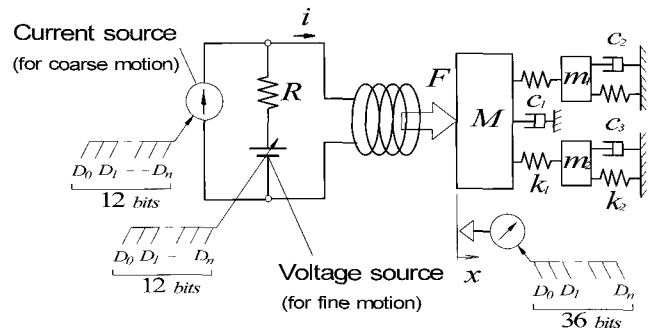 Current source
(for coarse motion)
i
R
F
M
c₁
m₁
c₂
m₂
c₃
k₁
k₂
D₀ D₁ - - Dₙ
12 bits
D₀ D₁ - Dₙ
12 bits
Voltage source
(for fine motion)
x
D₀ D₁ Dₙ
36 bits